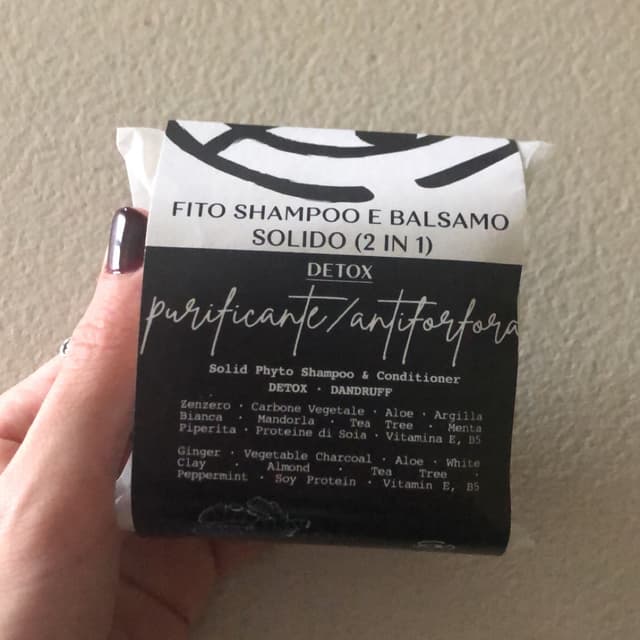 FITO SHAMPOO E BALSAMO
SOLIDO (2 IN 1)
DETOX
purificante/antiforfora
Solid Phyto Shampoo & Conditioner
DETOX · DANDRUFF
Zenzero · Carbone Vegetale · Aloe · Argilla
Bianca · Mandorla · Tea Tree · Menta
Piperita · Proteine di Soia · Vitamina E, B5
Ginger · Vegetable Charcoal · Aloe · White
Clay · Almond · Tea Tree ·
Peppermint · Soy Protein · Vitamin E, B5